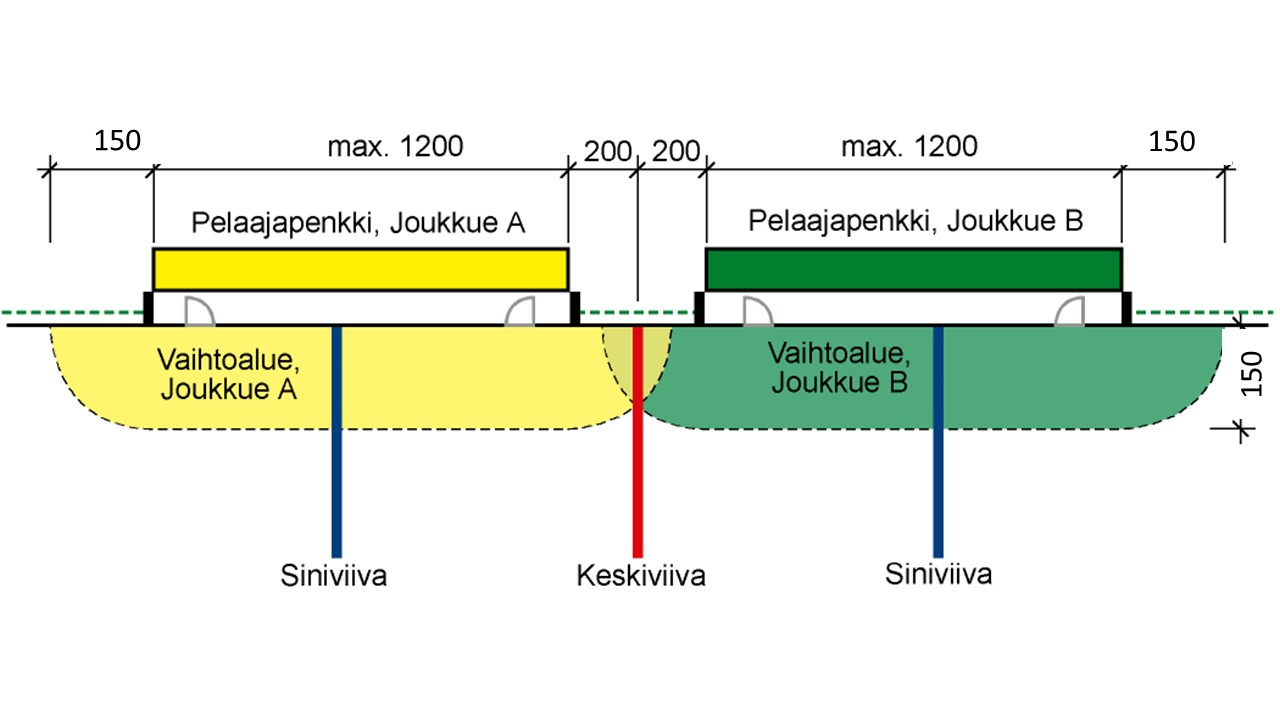 150
max. 1200
200
200
max. 1200
150
Pelaajapenkki, Joukkue A
Pelaajapenkki, Joukkue B
Vaihtoalue,
Joukkue A
Vaihtoalue,
Joukkue B
150
Siniviiva
Keskiviiva
Siniviiva